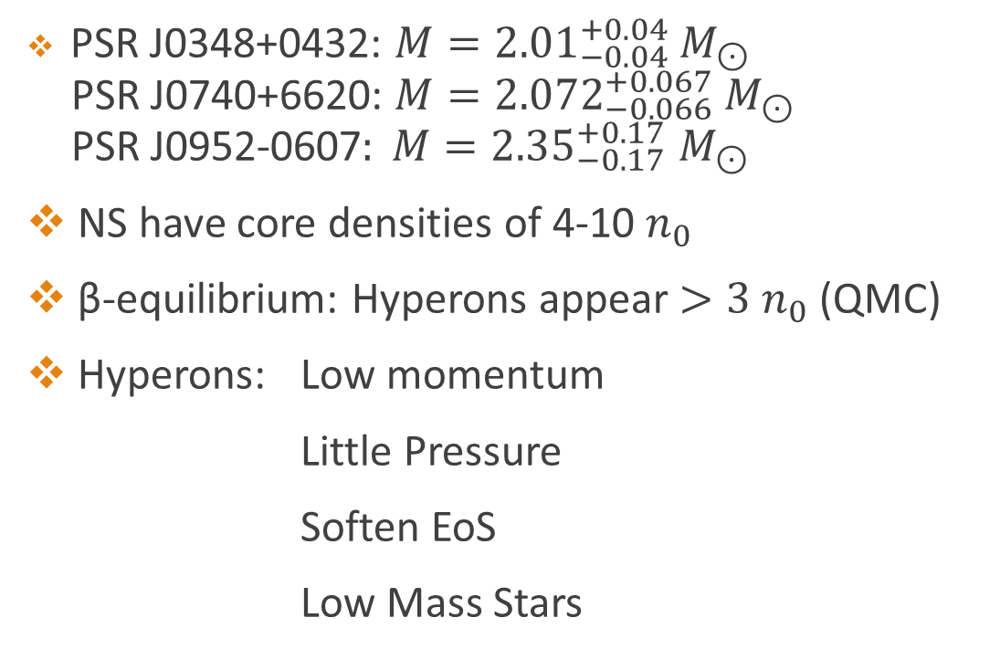 ❖ PSR J0348+0432: $M = 2.01^{+0.04}_{-0.04}\ M_{\odot}$
PSR J0740+6620: $M = 2.072^{+0.067}_{-0.066}\ M_{\odot}$
PSR J0952-0607: $M = 2.35^{+0.17}_{-0.17}\ M_{\odot}$
❖ NS have core densities of 4-10 $n_0$
❖ β-equilibrium: Hyperons appear $> 3\ n_0$ (QMC)
❖ Hyperons: Low momentum
Little Pressure
Soften EoS
Low Mass Stars